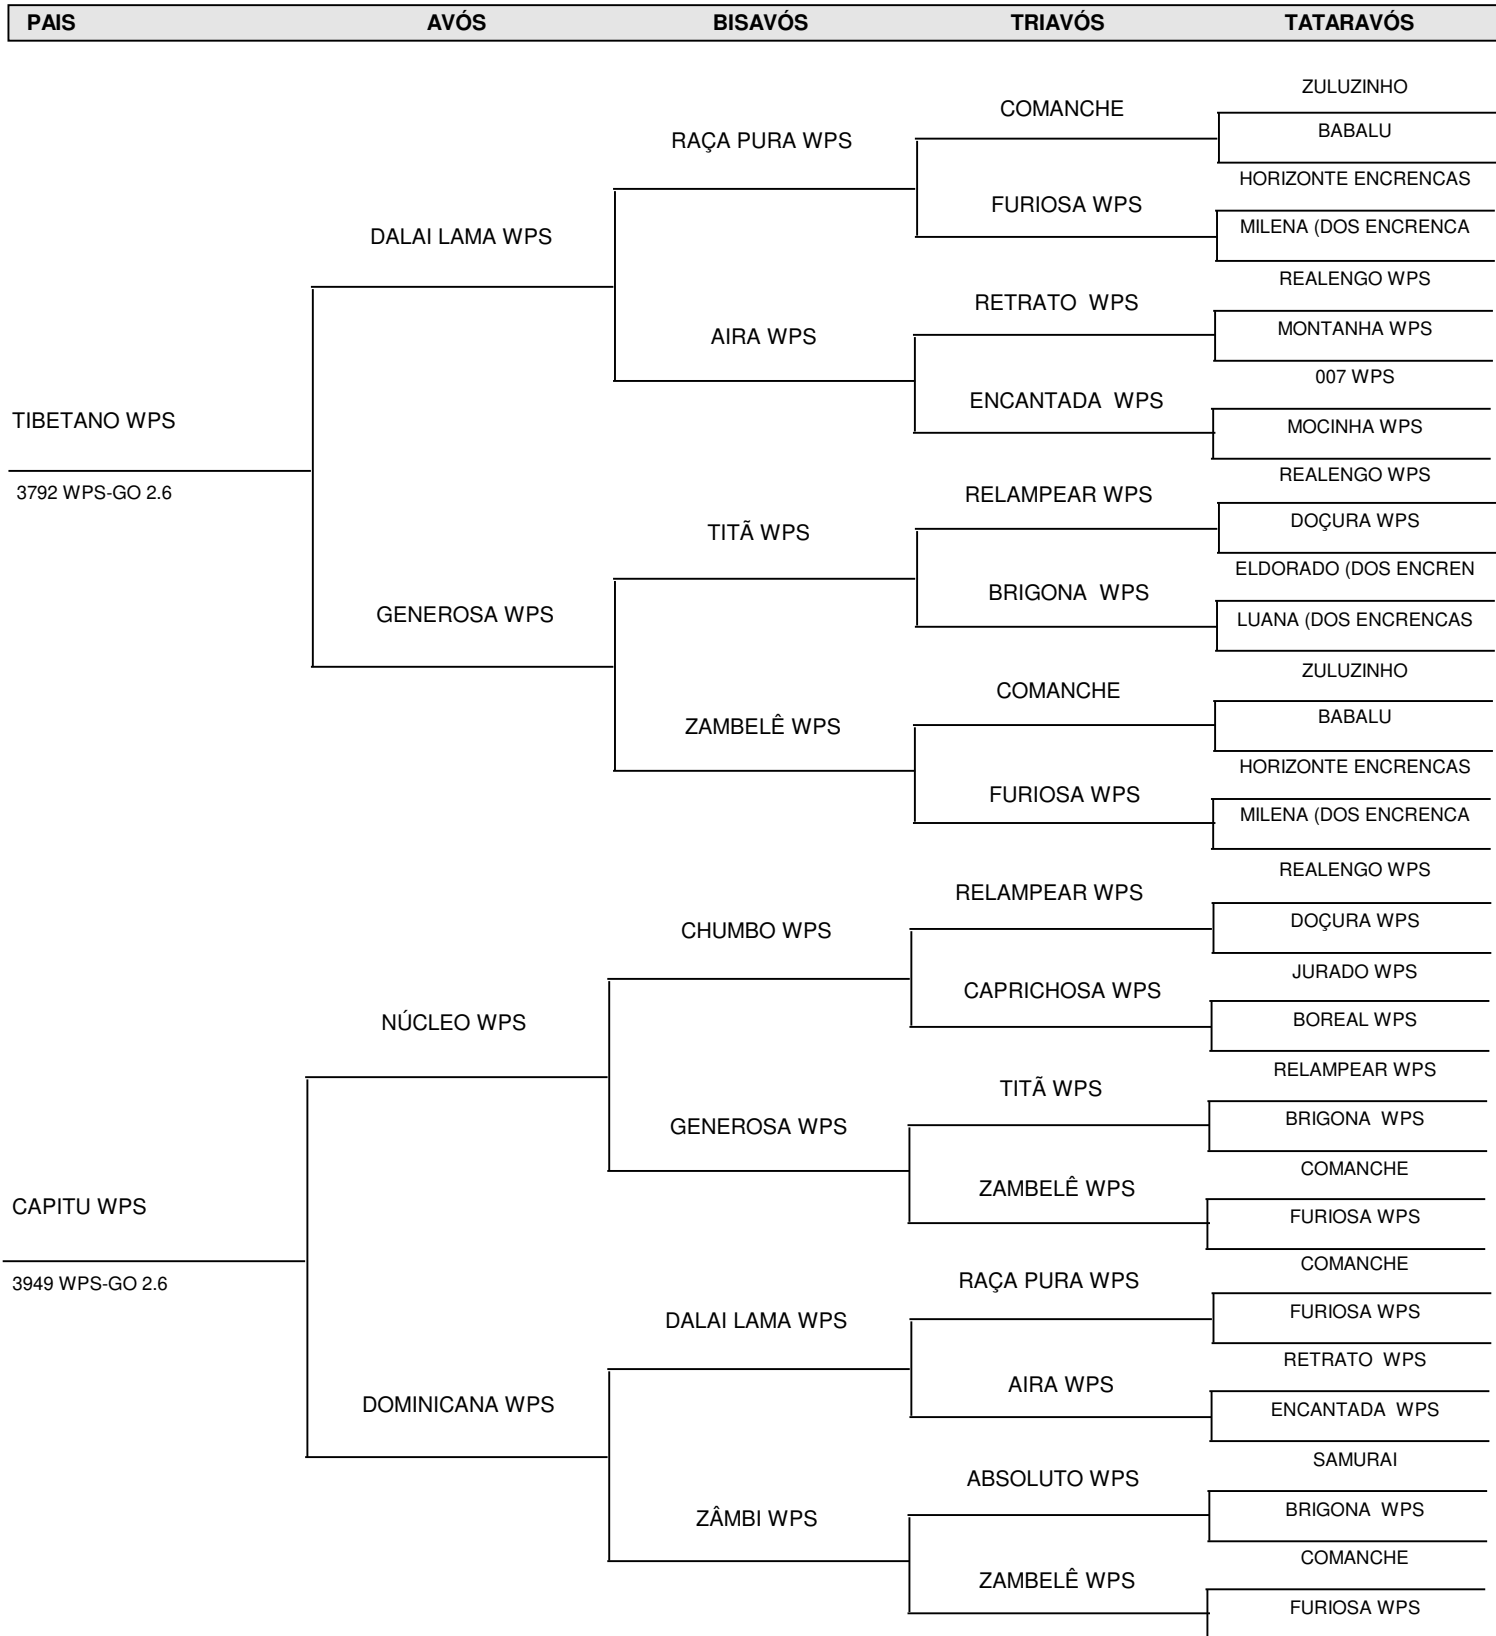 PAIS AVÓS BISAVÓS TRIAVÓS TATARAVÓS
ZULUZINHO
COMANCHE
BABALU
RAÇA PURA WPS
HORIZONTE ENCRENCAS
FURIOSA WPS
MILENA (DOS ENCRENCA
DALAI LAMA WPS
REALENGO WPS
RETRATO WPS
MONTANHA WPS
AIRA WPS
007 WPS
ENCANTADA WPS
MOCINHA WPS
TIBETANO WPS
REALENGO WPS
3792 WPS-GO 2.6
RELAMPEAR WPS
DOÇURA WPS
TITÃ WPS
ELDORADO (DOS ENCREN
BRIGONA WPS
LUANA (DOS ENCRENCAS
GENEROSA WPS
ZULUZINHO
COMANCHE
BABALU
ZAMBELÊ WPS
HORIZONTE ENCRENCAS
FURIOSA WPS
MILENA (DOS ENCRENCA
REALENGO WPS
RELAMPEAR WPS
DOÇURA WPS
CHUMBO WPS
JURADO WPS
CAPRICHOSA WPS
BOREAL WPS
NÚCLEO WPS
RELAMPEAR WPS
TITÃ WPS
BRIGONA WPS
GENEROSA WPS
COMANCHE
ZAMBELÊ WPS
FURIOSA WPS
CAPITU WPS
COMANCHE
3949 WPS-GO 2.6
RAÇA PURA WPS
FURIOSA WPS
DALAI LAMA WPS
RETRATO WPS
AIRA WPS
ENCANTADA WPS
DOMINICANA WPS
SAMURAI
ABSOLUTO WPS
BRIGONA WPS
ZÂMBI WPS
COMANCHE
ZAMBELÊ WPS
FURIOSA WPS